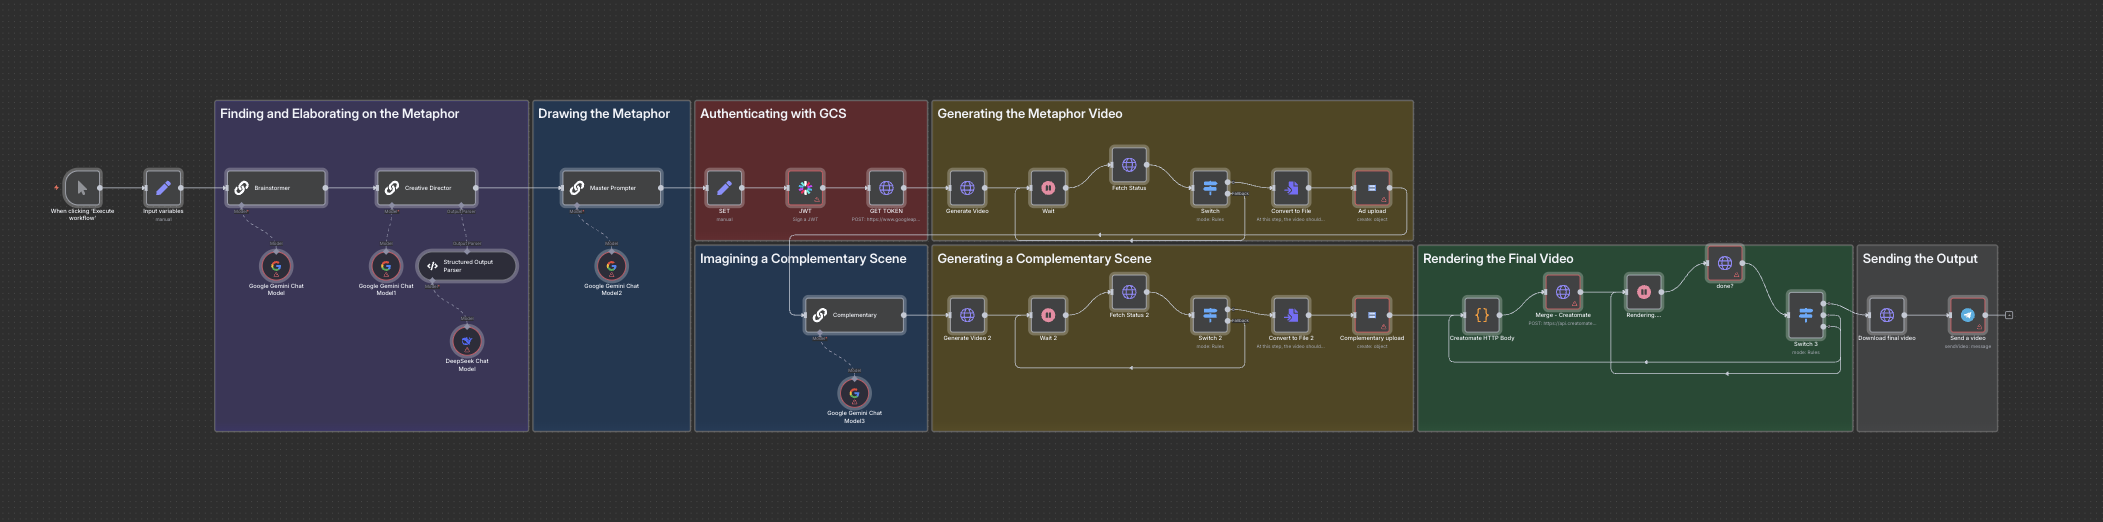 Finding and Elaborating on the Metaphor
Drawing the Metaphor
Authenticating with GCS
Generating the Metaphor Video
When clicking 'Execute
workflow'
Input variables
manual
Brainstormer
Model*
Model
Google Gemini Chat
Model
Creative Director
Model*
Output Parser
Model
Google Gemini Chat
Model1
Output Parser
Structured Output
Parser
Model*
Model
DeepSeek Chat
Model
Master Prompter
Model*
Model
Google Gemini Chat
Model2
SET
manual
JWT
Sign a JWT
GET TOKEN
POST: https://www.googleap...
Generate Video
Wait
Fetch Status
Switch
mode: Rules
Fallback
Convert to File
At this step, the video should...
Ad upload
create: object
Imagining a Complementary Scene
Generating a Complementary Scene
Rendering the Final Video
Sending the Output
Complementary
Model*
Model
Google Gemini Chat
Model3
Generate Video 2
Wait 2
Fetch Status 2
Switch 2
mode: Rules
Fallback
Convert to File 2
At this step, the video should...
Complementary upload
create: object
{}
Creatomate HTTP Body
Merge - Creatomate
POST: https://api.creatomate...
Rendering....
done?
Switch 3
mode: Rules
Download final video
Send a video
sendVideo: message